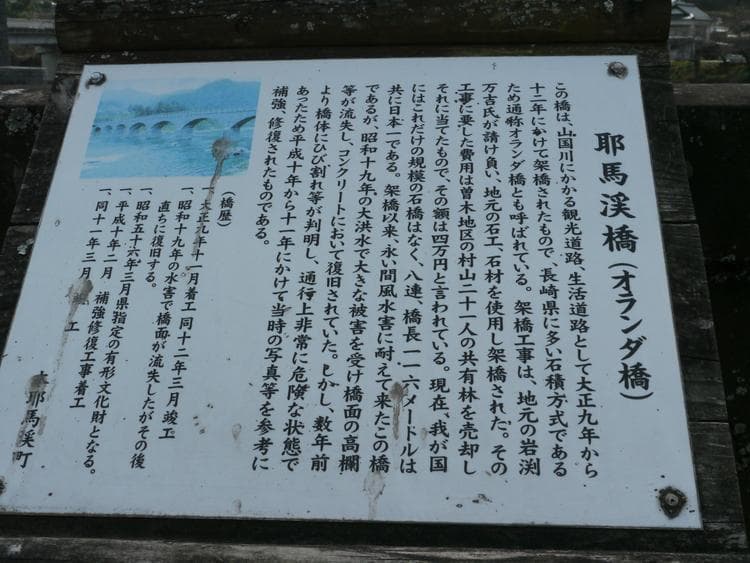 耶馬渓橋(オランダ橋)
この橋は、山国川にかかる観光道路、生活道路として大正九年から
十二年にかけて架橋されたもので、長崎県に多い石積方式である
ため通称オランダ橋とも呼ばれている。架橋工事は、地元の岩渕
万吉氏が請け負い、地元の石工、石材を使用し架橋された。その
工事に要した費用は曽木地区の村山二十一人の共有林を売却し
それに当てたもので、その額は四万円と言われている。現在、我が国
にはこれだけの規模の石橋はなく、八連、橋長一一六メートルは
共に日本一である。架橋以来、永い間風水害に耐えて来たこの橋
であるが、昭和十九年の大洪水で大きな被害を受け橋面の高欄
等が流失し、コンクリートにおいて復旧されていた。しかし、数年前
より橋体にひび割れ等が判明し、通行上非常に危険な状態で
あったため平成十年から十一年にかけて当時の写真等を参考に
補強、修復されたものである。
(橋歴)
一、大正九年十一月着工同十二年三月竣工
一、昭和十九年の水害で橋面が流失したがその後
直ちに復旧する。
一、昭和五十六年三月県指定の有形文化財となる。
一、平成十年二月 補強修復工事着工
一、同十一年三月 工
耶馬渓町